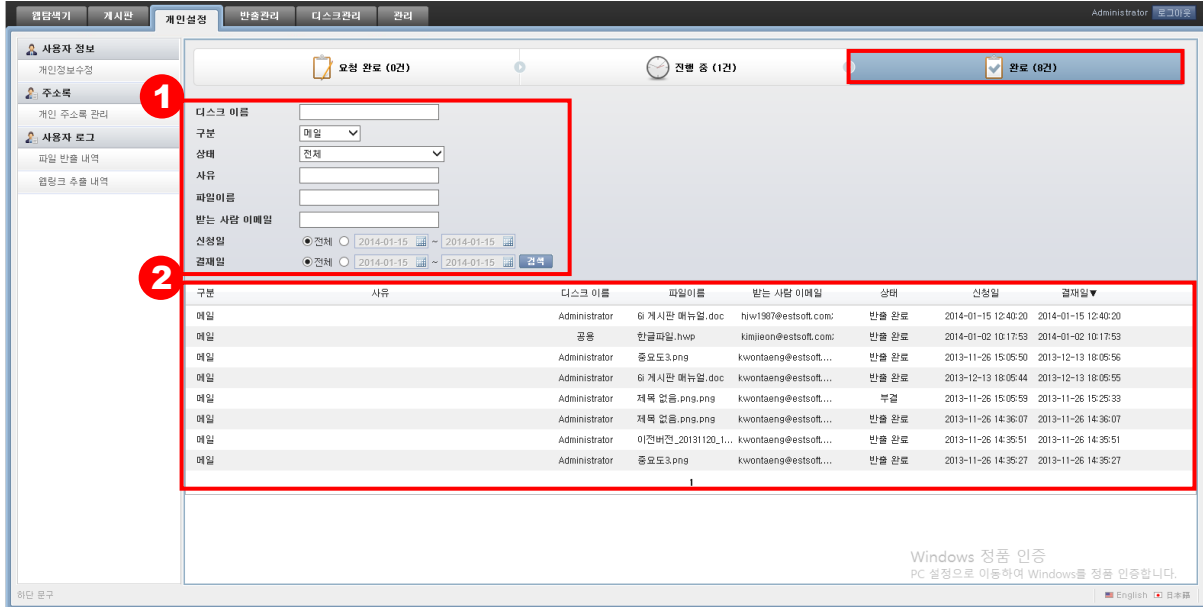 웹탐색기 게시판 개인설정 반출관리 디스크관리 관리 Administrator 로그아웃
사용자 정보
개인정보수정
주소록
개인 주소록 관리
사용자 로그
파일 반출 내역
웹링크 추출 내역
요청 완료 (0건) 진행 중 (1건) 완료 (8건)
1
디스크 이름
구분 메일
상태 전체
사유
파일이름
받는 사람 이메일
신청일 전체 2014-01-15 ~ 2014-01-15
결재일 전체 2014-01-15 ~ 2014-01-15 검색
2
구분 사유 디스크 이름 파일이름 받는 사람 이메일 상태 신청일 결재일▼
메일 Administrator 6i 게시판 매뉴얼.doc hjw1987@estsoft.com; 반출 완료 2014-01-15 12:40:20 2014-01-15 12:40:20
메일 공용 한글파일.hwp kimjieon@estsoft.com; 반출 완료 2014-01-02 10:17:53 2014-01-02 10:17:53
메일 Administrator 중요도3.png kwontaeng@estsoft.... 반출 완료 2013-11-26 15:05:50 2013-12-13 18:05:56
메일 Administrator 6i 게시판 매뉴얼.doc kwontaeng@estsoft.... 반출 완료 2013-12-13 18:05:44 2013-12-13 18:05:55
메일 Administrator 제목 없음.png.png kwontaeng@estsoft.... 부결 2013-11-26 15:05:59 2013-11-26 15:25:33
메일 Administrator 제목 없음.png.png kwontaeng@estsoft.... 반출 완료 2013-11-26 14:36:07 2013-11-26 14:36:07
메일 Administrator 이전버전_20131120_1... kwontaeng@estsoft.... 반출 완료 2013-11-26 14:35:51 2013-11-26 14:35:51
메일 Administrator 중요도3.png kwontaeng@estsoft.... 반출 완료 2013-11-26 14:35:27 2013-11-26 14:35:27
1
Windows 정품 인증
PC 설정으로 이동하여 Windows를 정품 인증합니다.
하단 문구 English 日本語